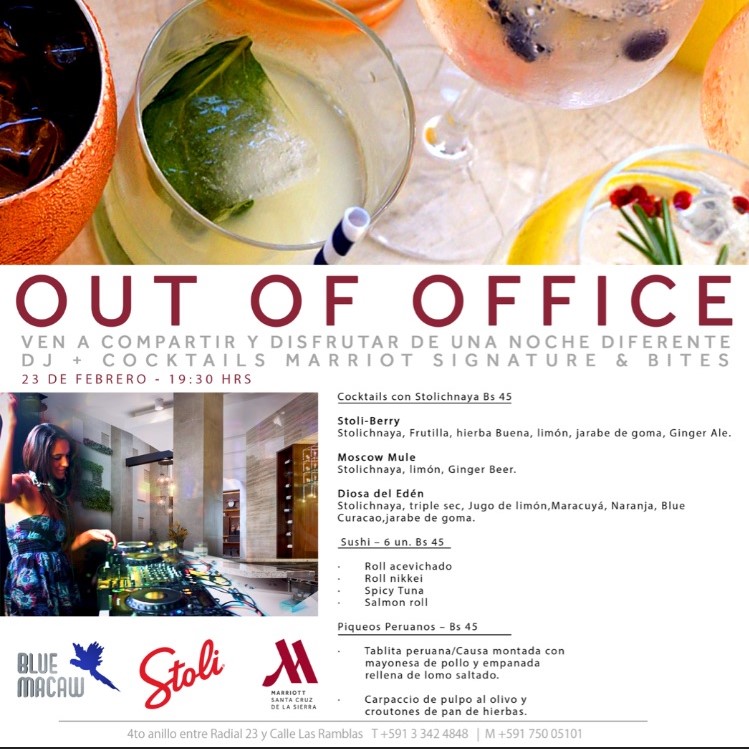 OUT OF OFFICE
VEN A COMPARTIR Y DISFRUTAR DE UNA NOCHE DIFERENTE
DJ + COCKTAILS MARRIOT SIGNATURE & BITES
23 DE FEBRERO - 19:30 HRS
Cocktails con Stolichnaya Bs 45
Stoli-Berry
Stolichnaya, Frutilla, hierba Buena, limón, jarabe de goma, Ginger Ale.
Moscow Mule
Stolichnaya, limón, Ginger Beer.
Diosa del Edén
Stolichnaya, triple sec, Jugo de limón,Maracuyá, Naranja, Blue
Curacao,jarabe de goma.
Sushi – 6 un. Bs 45
· Roll acevichado
· Roll nikkei
· Spicy Tuna
· Salmon roll
Piqueos Peruanos – Bs 45
· Tablita peruana/Causa montada con
mayonesa de pollo y empanada
rellena de lomo saltado.
· Carpaccio de pulpo al olivo y
croutones de pan de hierbas.
BLUE
MACAW
Stoli
MARRIOTT
SANTA CRUZ
DE LA SIERRA
4to anillo entre Radial 23 y Calle Las Ramblas T +591 3 342 4848 | M +591 750 05101